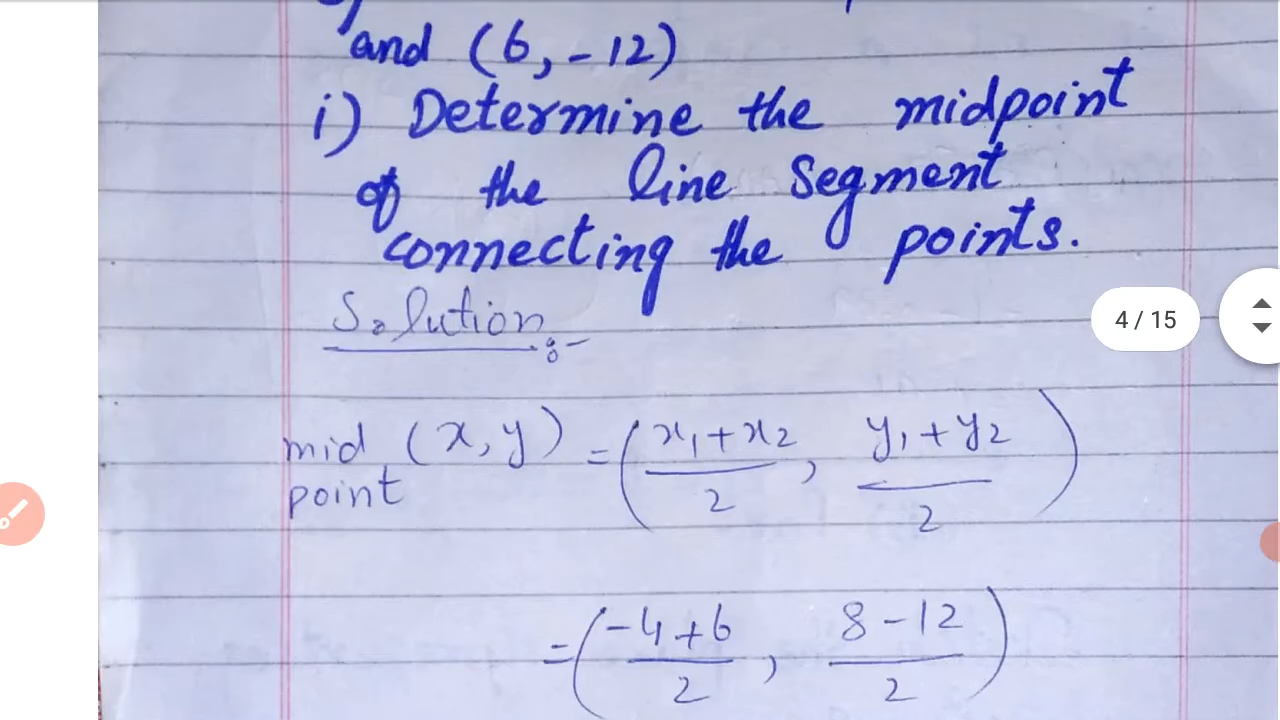 and (6,-12)
i) Determine the midpoint
of the line segment
connecting the points.
Solution:-
mid point (x, y) = (x₁+x₂/2, y₁+y₂/2)
= (-4+6/2, 8-12/2)
4 / 15